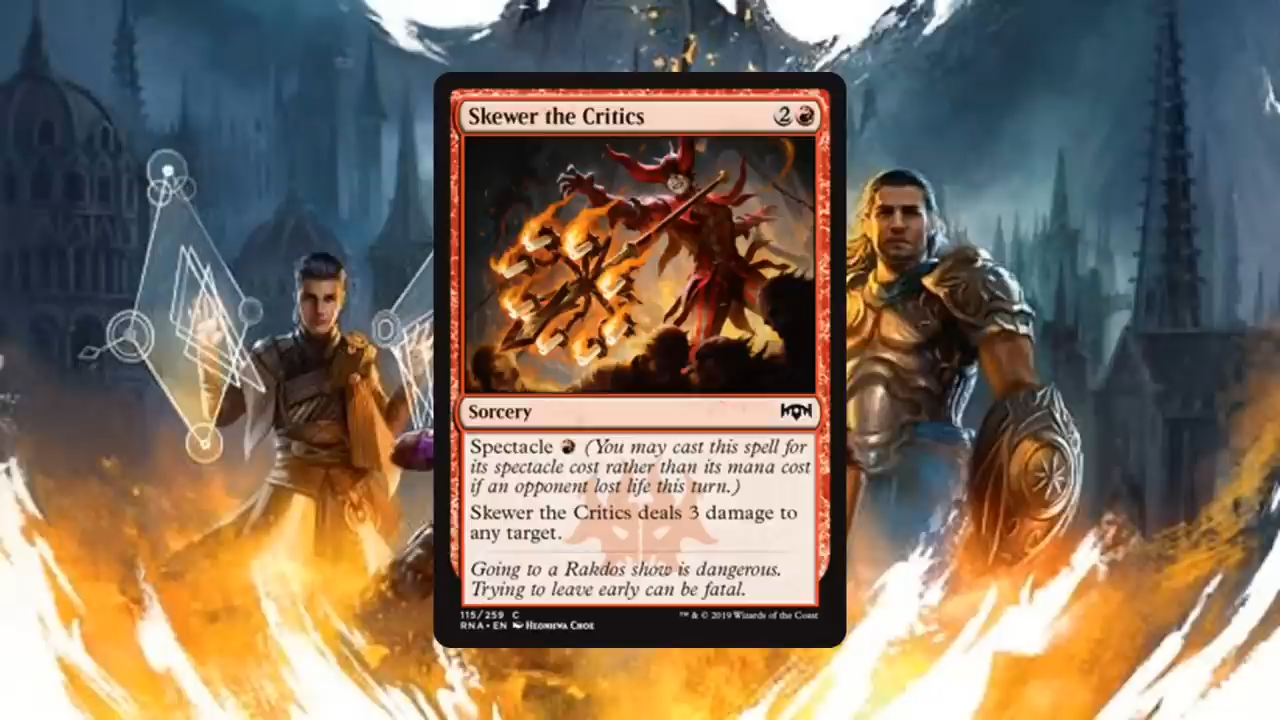 Skewer the Critics 2
Sorcery
Spectacle (You may cast this spell for
its spectacle cost rather than its mana cost
if an opponent lost life this turn.)
Skewer the Critics deals 3 damage to
any target.
Going to a Rakdos show is dangerous.
Trying to leave early can be fatal.
115/259 C
RNA • EN Heonhwa Choe
™ & © 2019 Wizards of the Coast